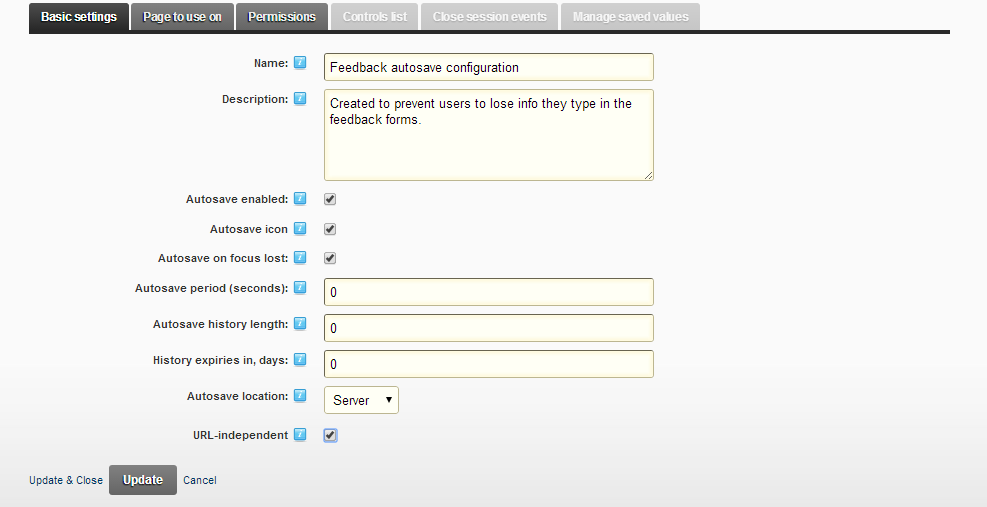 Basic settings Page to use on Permissions Controls list Close session events Manage saved values
Name: Feedback autosave configuration
Description: Created to prevent users to lose info they type in the
feedback forms.
Autosave enabled:
Autosave icon
Autosave on focus lost:
Autosave period (seconds): 0
Autosave history length: 0
History expiries in, days: 0
Autosave location: Server
URL-independent
Update & Close Update Cancel